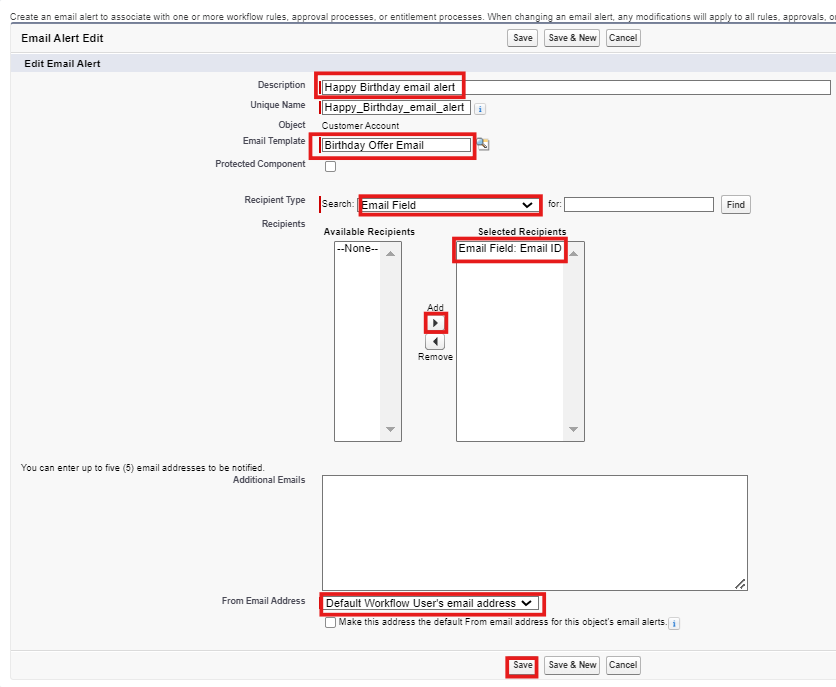 Create an email alert to associate with one or more workflow rules, approval processes, or entitlement processes. When changing an email alert, any modifications will apply to all rules, approvals, o
Email Alert Edit Save Save & New Cancel
Edit Email Alert
Description Happy Birthday email alert
Unique Name Happy_Birthday_email_alert i
Object Customer Account
Email Template Birthday Offer Email
Protected Component
Recipient Type Search: Email Field for: Find
Recipients
Available Recipients Selected Recipients
--None-- Email Field: Email ID
Add
Remove
You can enter up to five (5) email addresses to be notified.
Additional Emails
From Email Address Default Workflow User's email address
Make this address the default From email address for this object's email alerts. i
Save Save & New Cancel